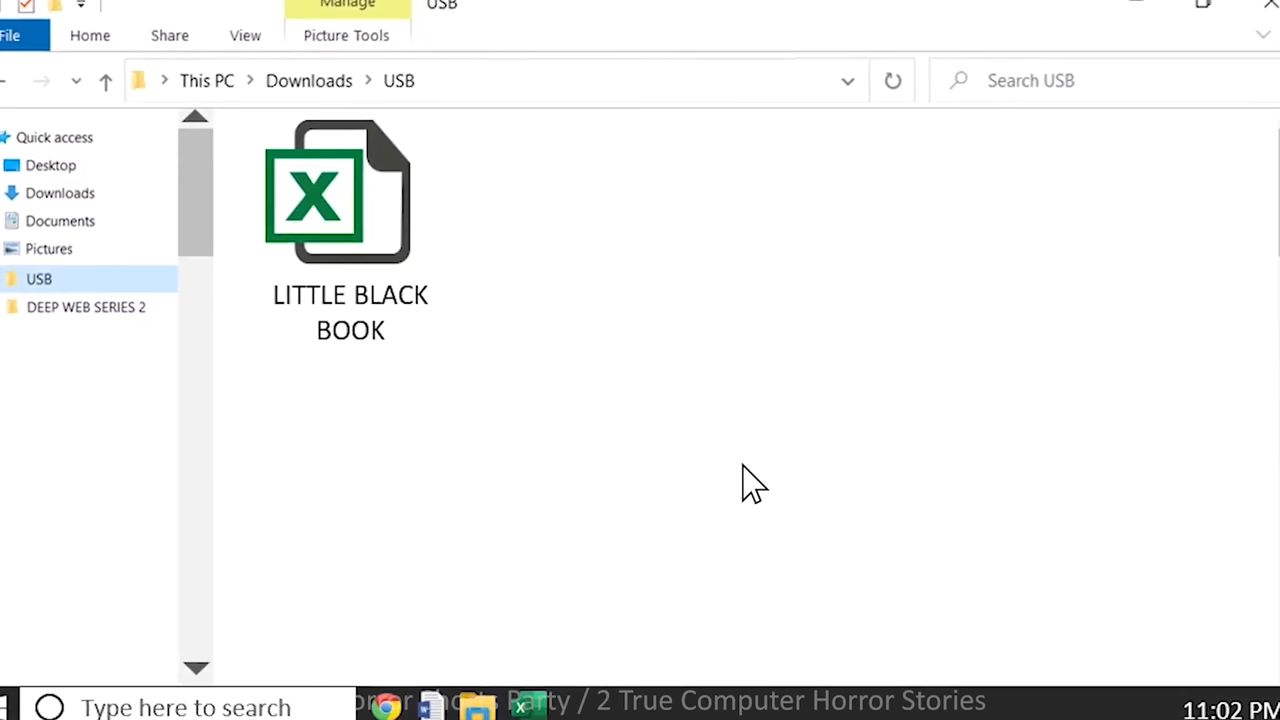 Manage
USB
File
Home
Share
View
Picture Tools
This PC
Downloads
USB
Search USB
Quick access
Desktop
Downloads
Documents
Pictures
USB
DEEP WEB SERIES 2
X
LITTLE BLACK
BOOK
Type here to search
Party / 2 True Computer Horror Stories
11:02 PM